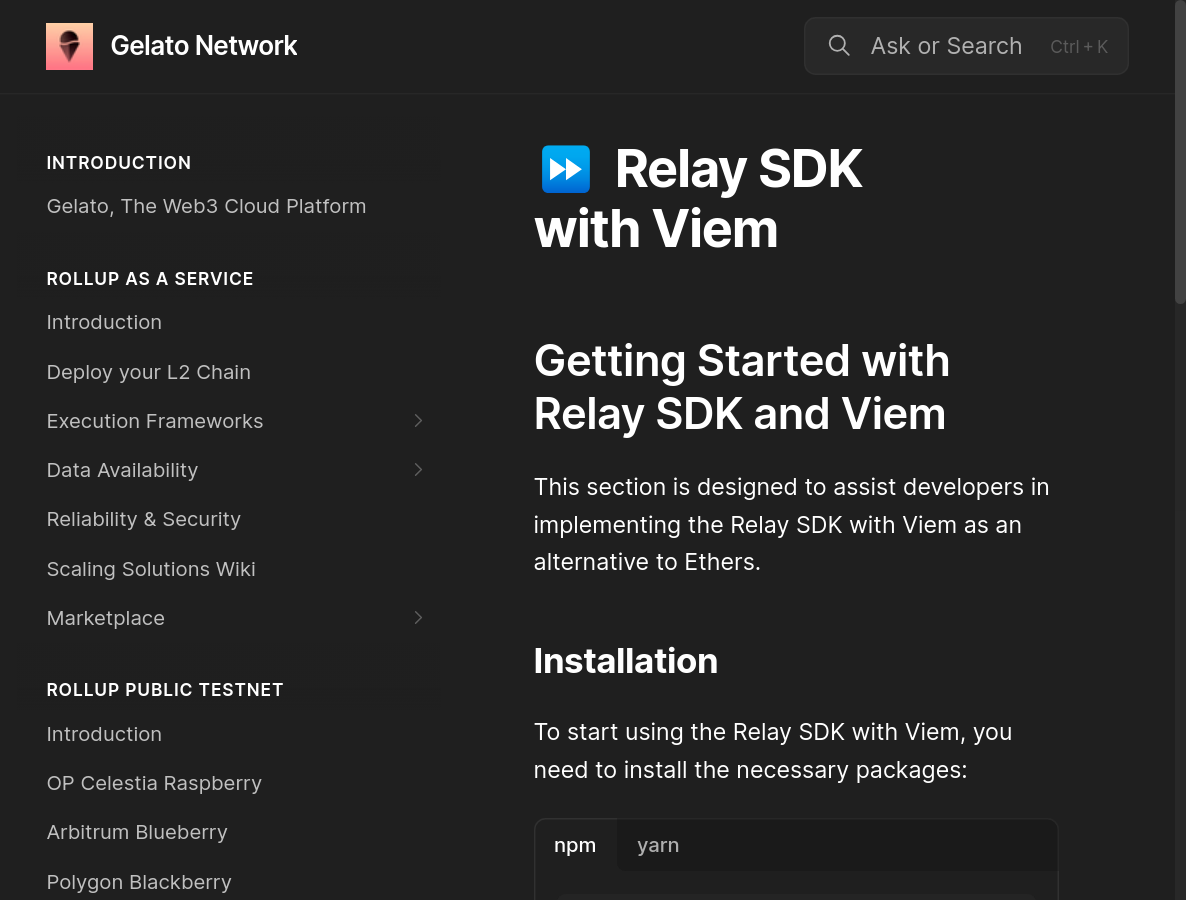 Gelato Network
Ask or Search Ctrl + K
INTRODUCTION
Gelato, The Web3 Cloud Platform
ROLLUP AS A SERVICE
Introduction
Deploy your L2 Chain
Execution Frameworks
Data Availability
Reliability & Security
Scaling Solutions Wiki
Marketplace
ROLLUP PUBLIC TESTNET
Introduction
OP Celestia Raspberry
Arbitrum Blueberry
Polygon Blackberry
⏩ Relay SDK
with Viem
Getting Started with
Relay SDK and Viem
This section is designed to assist developers in
implementing the Relay SDK with Viem as an
alternative to Ethers.
Installation
To start using the Relay SDK with Viem, you
need to install the necessary packages:
npm yarn